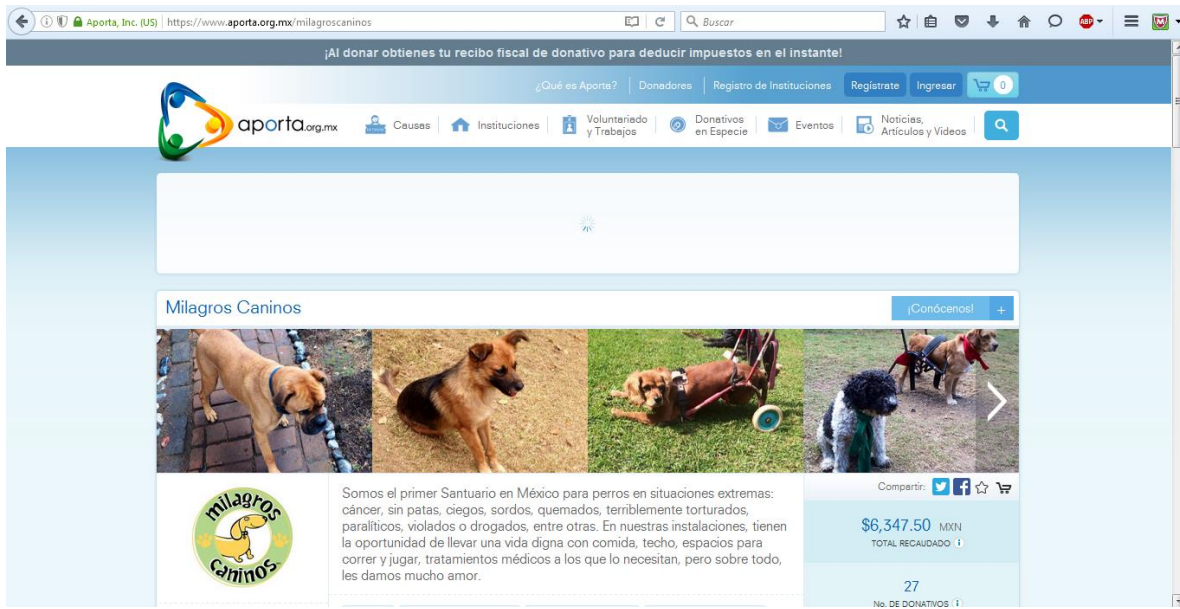 Aporta, Inc. (US)
https://www.aporta.org.mx/milagroscaninos
Buscar
ABP
¡Al donar obtienes tu recibo fiscal de donativo para deducir impuestos en el instante!
¿Qué es Aporta?
Donadores
Registro de Instituciones
Regístrate
Ingresar
0
aporta.org.mx
Causas
Instituciones
Voluntariado
y Trabajos
Donativos
en Especie
Eventos
Noticias,
Artículos y Videos
Milagros Caninos
¡Conócenos! +
milagros
caninos
Somos el primer Santuario en México para perros en situaciones extremas:
cáncer, sin patas, ciegos, sordos, quemados, terriblemente torturados,
paralíticos, violados o drogados, entre otras. En nuestras instalaciones, tienen
la oportunidad de llevar una vida digna con comida, techo, espacios para
correr y jugar, tratamientos médicos a los que lo necesitan, pero sobre todo,
les damos mucho amor.
Compartir:
$6,347.50 MXN
TOTAL RECAUDADO
27
No. DE DONATIVOS